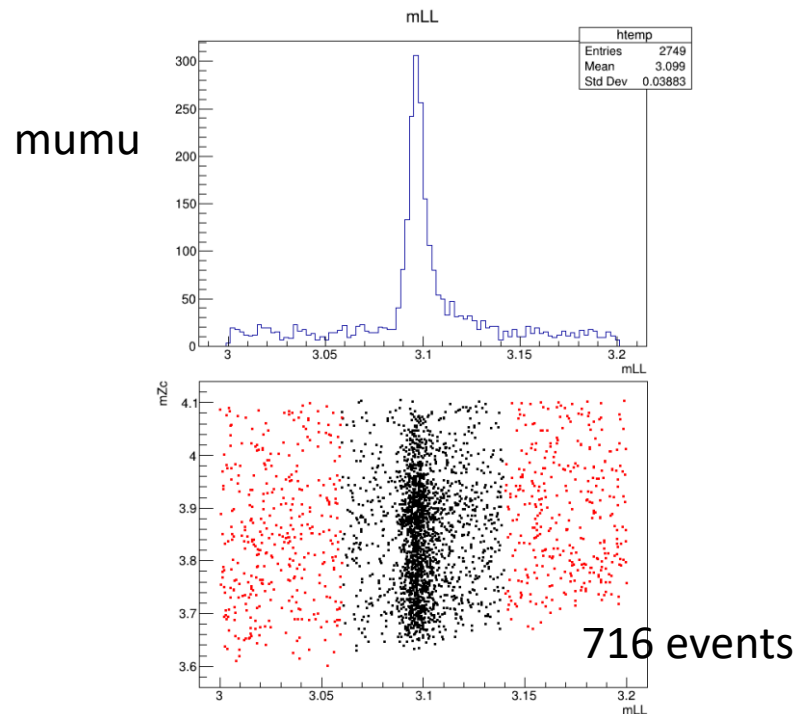 mLL
htemp
Entries 2749
Mean 3.099
Std Dev 0.03883
mumu
300
250
200
150
100
50
0
3 3.05 3.1 3.15 3.2
mLL
mZc
4.1
4
3.9
3.8
3.7
3.6
716 events
3 3.05 3.1 3.15 3.2
mLL